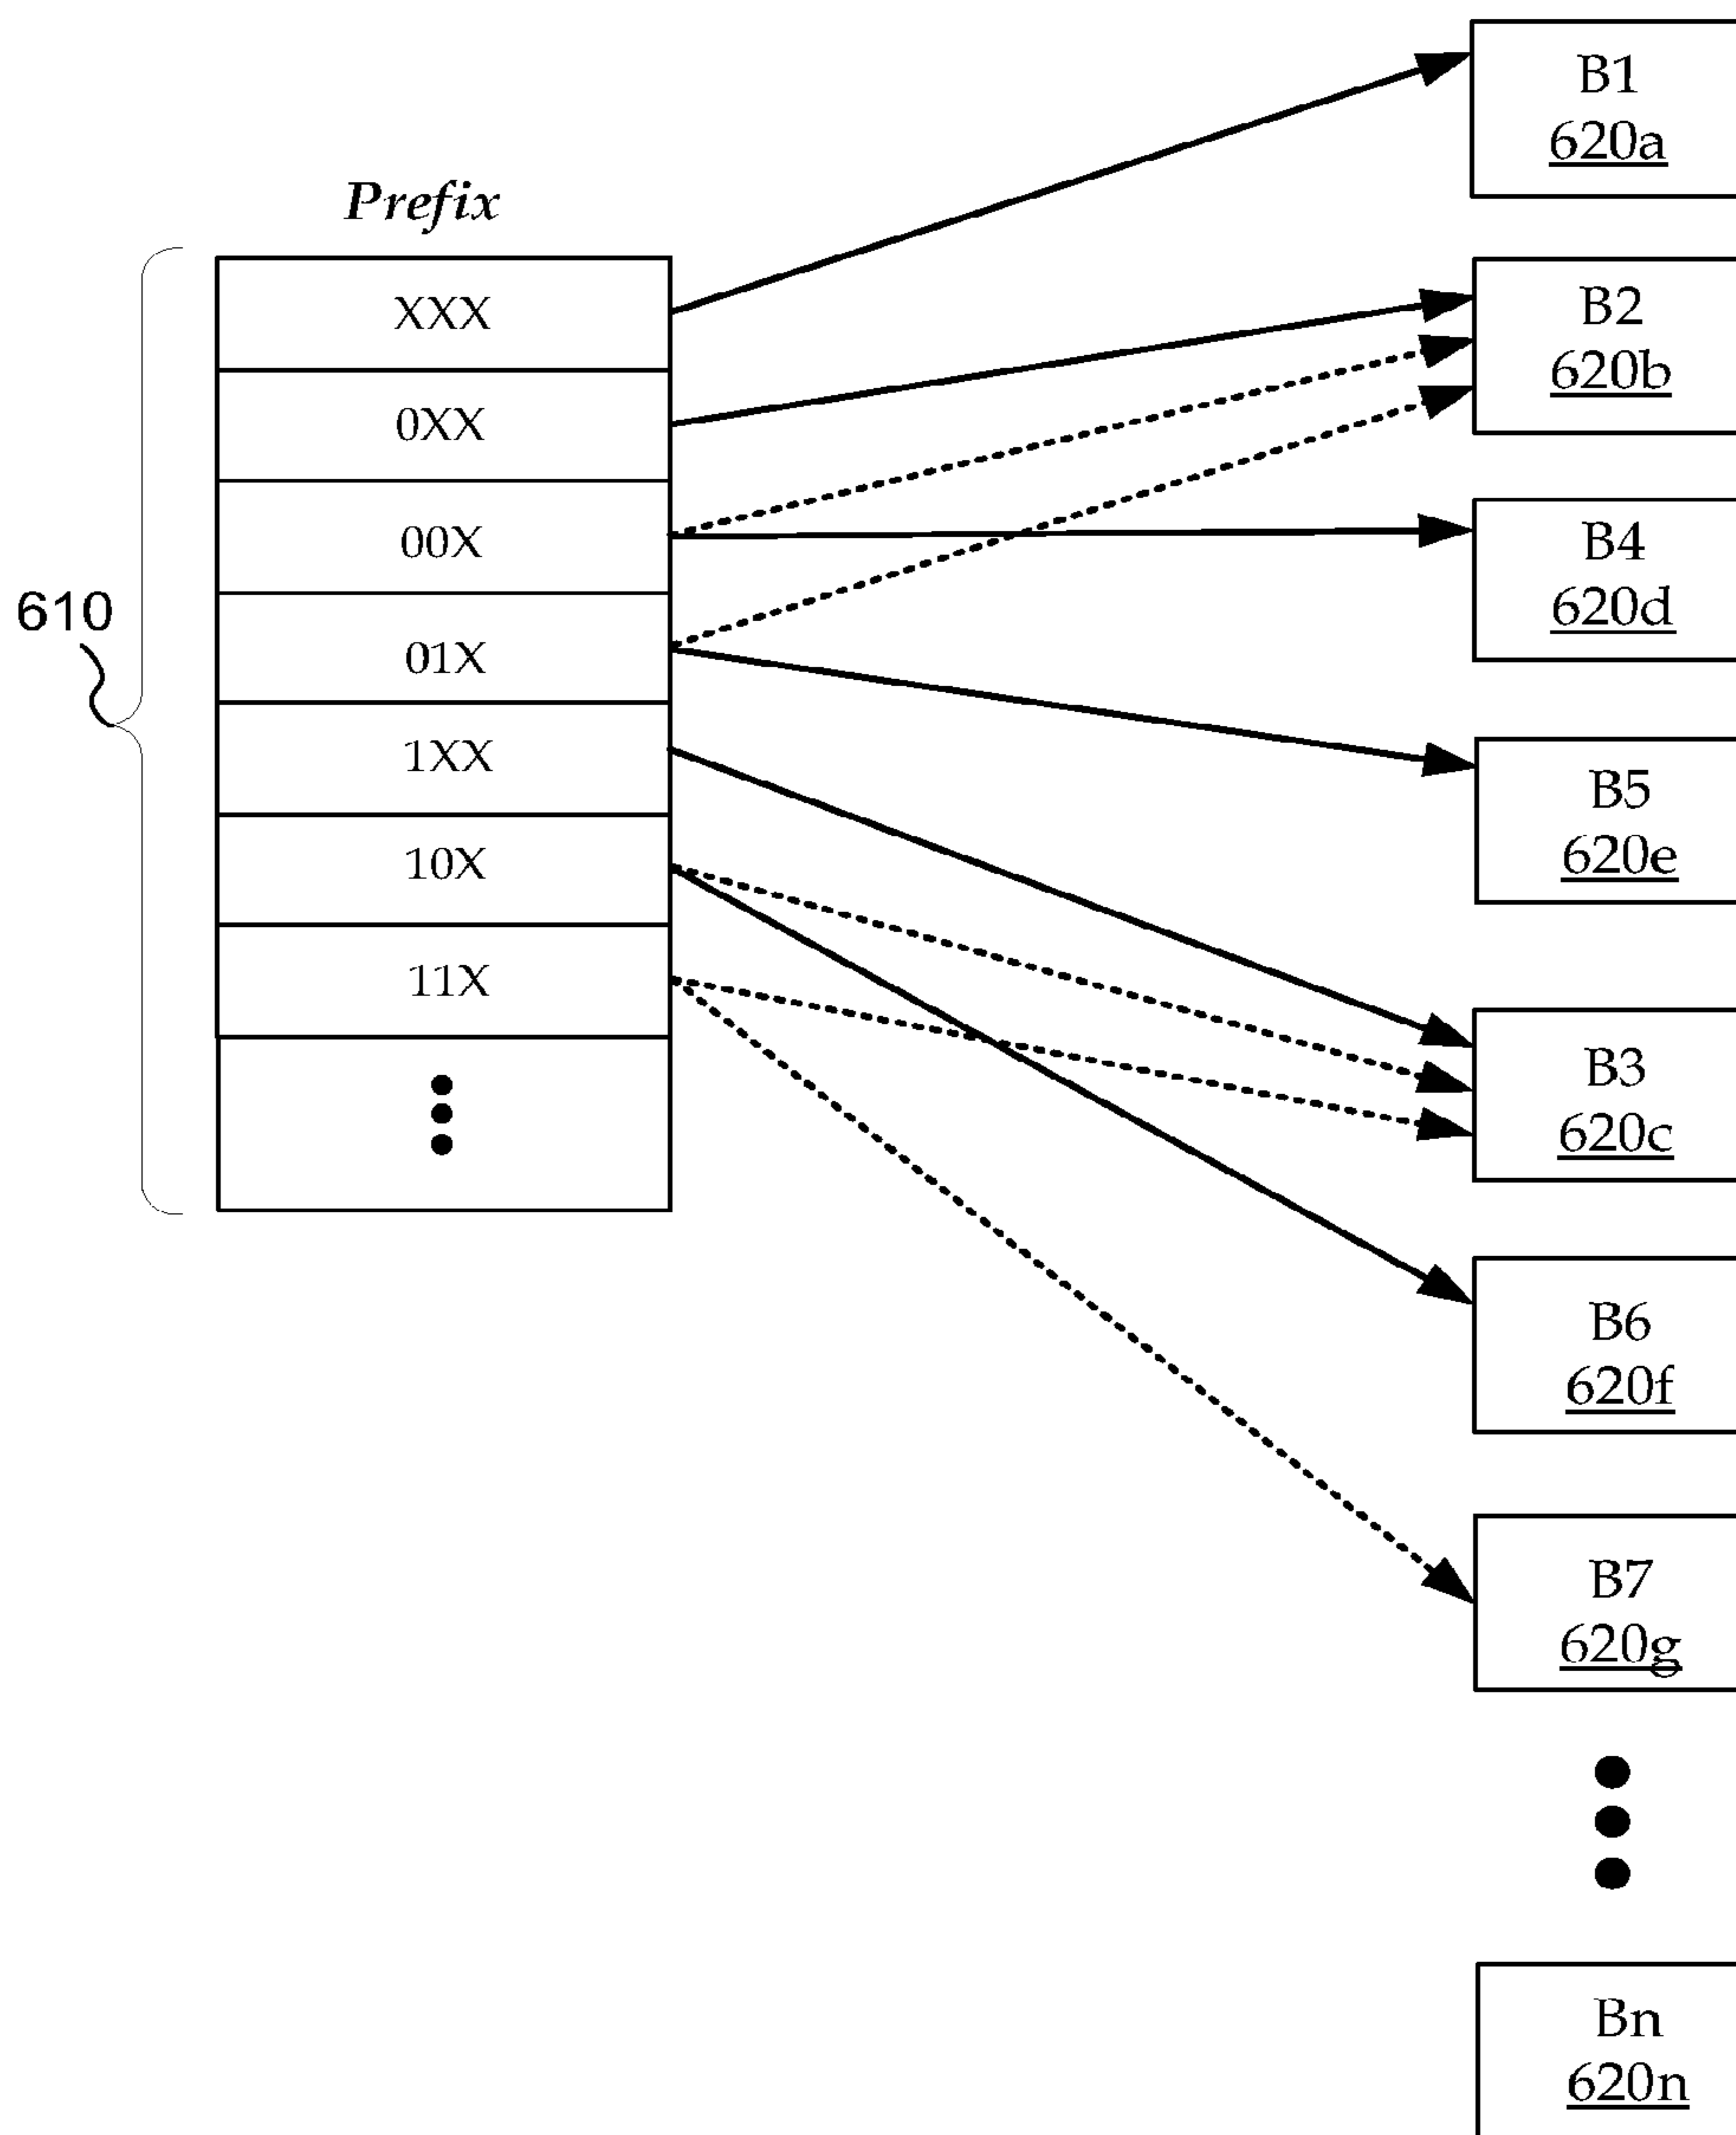 Prefix
XXX
0XX
00X
01X
1XX
10X
11X
610
B1
620a
B2
620b
B4
620d
B5
620e
B3
620c
B6
620f
B7
620g
Bn
620n